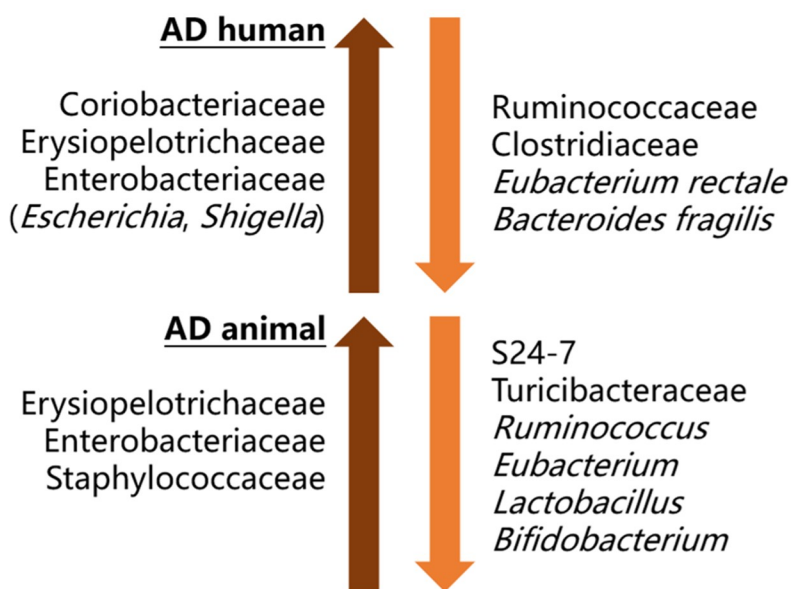 AD human
Coriobacteriaceae
Erysiopelotrichaceae
Enterobacteriaceae
(Escherichia, Shigella)
Ruminococcaceae
Clostridiaceae
Eubacterium rectale
Bacteroides fragilis
AD animal
Erysiopelotrichaceae
Enterobacteriaceae
Staphylococcaceae
S24-7
Turicibacteraceae
Ruminococcus
Eubacterium
Lactobacillus
Bifidobacterium